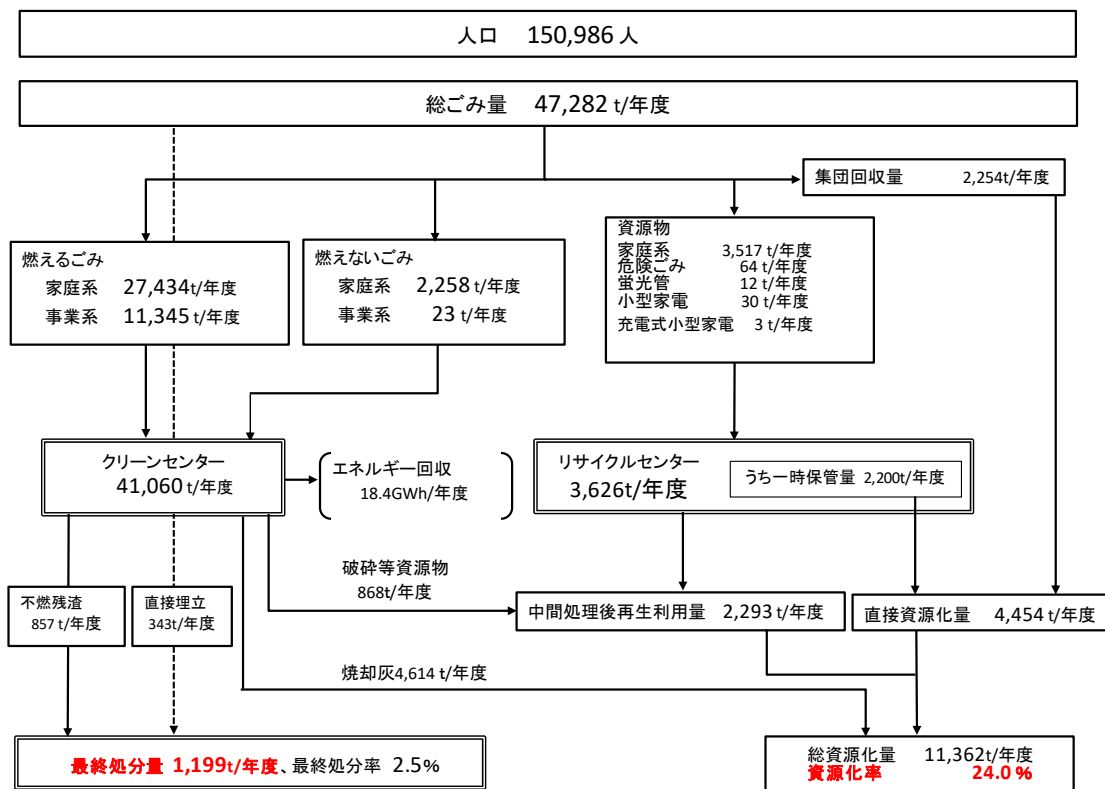 人口 150,986 人
総ごみ量 47,282 t/年度
集団回収量 2,254t/年度
燃えるごみ
家庭系 27,434t/年度
事業系 11,345t/年度
燃えないごみ
家庭系 2,258t/年度
事業系 23 t/年度
資源物
家庭系 3,517 t/年度
危険ごみ 64 t/年度
蛍光管 12 t/年度
小型家電 30 t/年度
充電式小型家電 3 t/年度
クリーンセンター
41,060 t/年度
エネルギー回収
18.4GWh/年度
リサイクルセンター
3,626t/年度
うち一時保管量 2,200t/年度
破砕等資源物
868t/年度
不燃残渣
857 t/年度
直接埋立
343t/年度
中間処理後再生利用量 2,293 t/年度
直接資源化量 4,454 t/年度
焼却灰4,614 t/年度
最終処分量 1,199t/年度、最終処分率 2.5%
総資源化量 11,362t/年度
資源化率 24.0 %